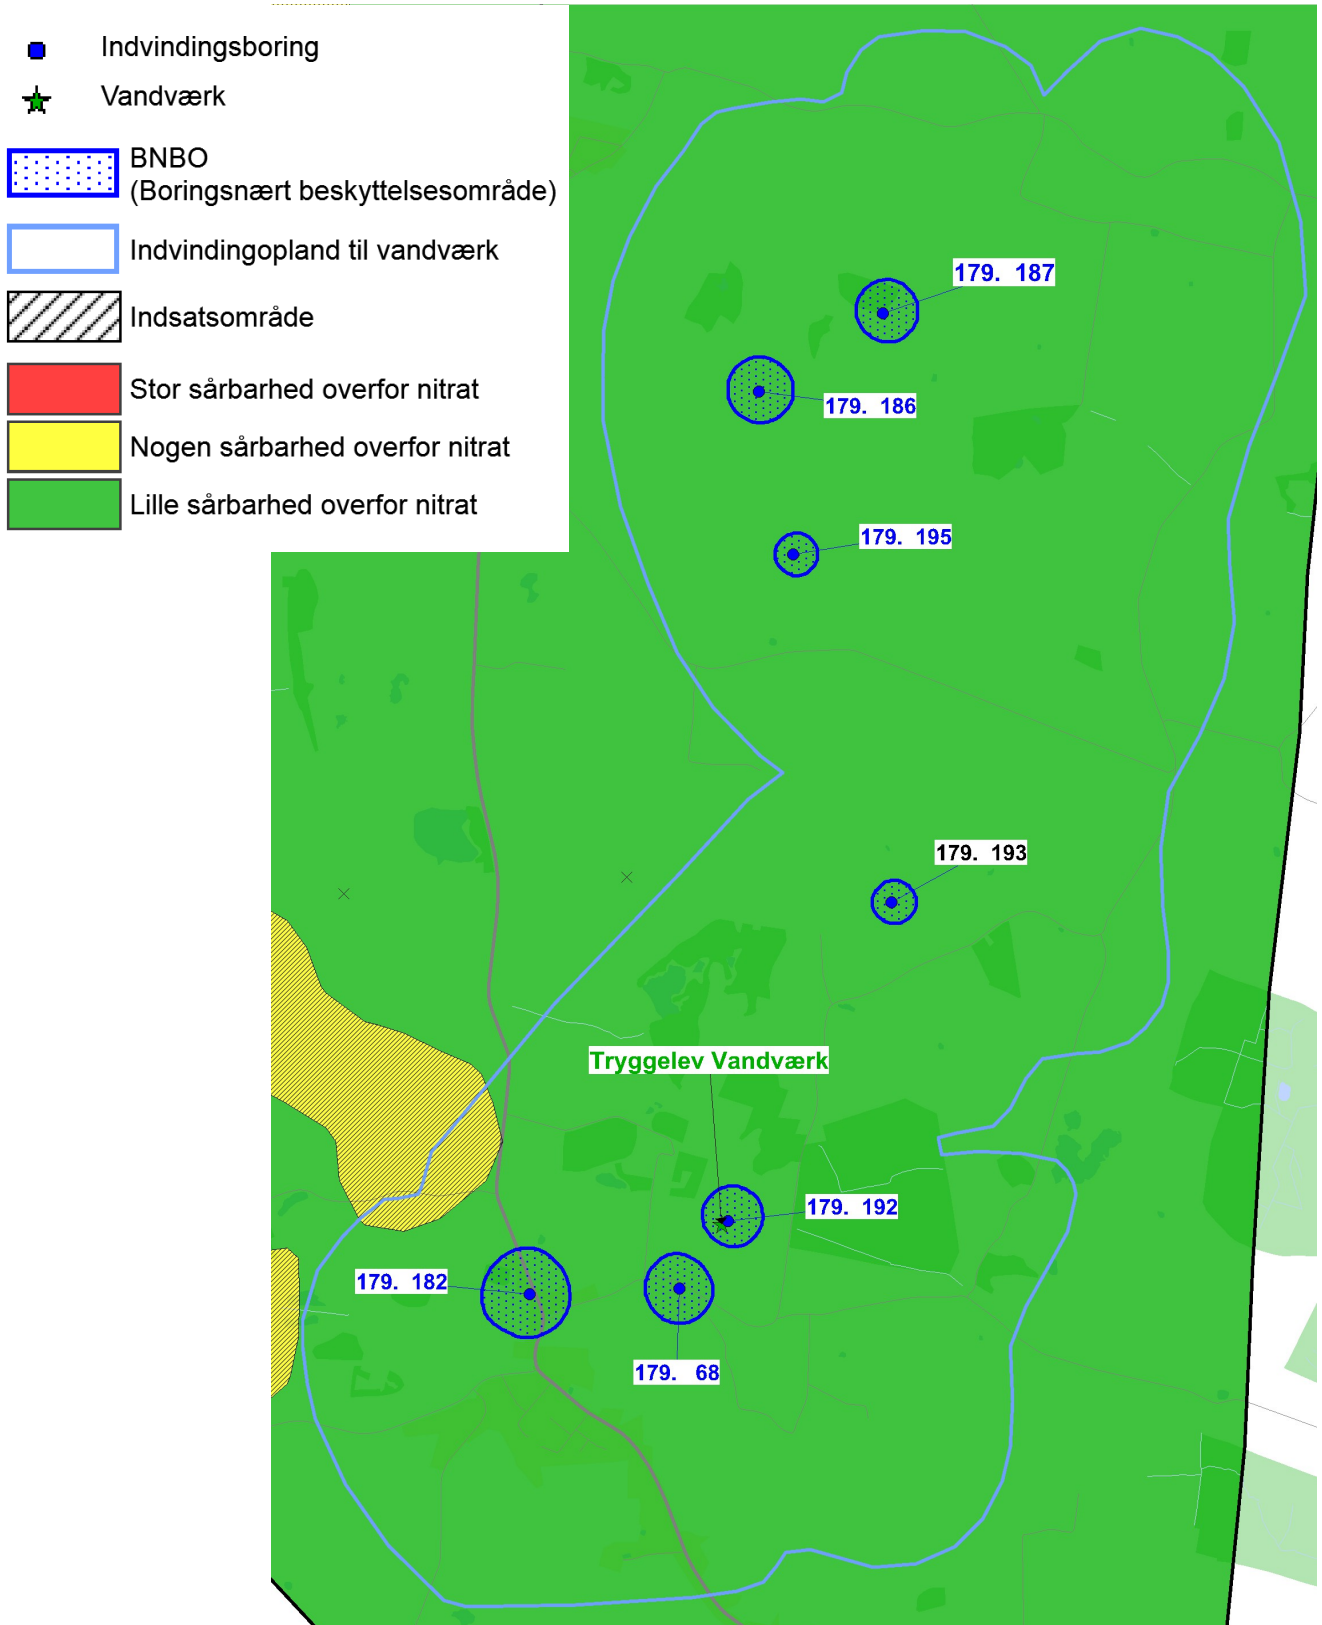 Indvindingsboring
Vandværk
BNBO
(Boringsnært beskyttelsesområde)
Indvindingopland til vandværk
Indsatsområde
Stor sårbarhed overfor nitrat
Nogen sårbarhed overfor nitrat
Lille sårbarhed overfor nitrat
179. 187
179. 186
179. 195
179. 193
Tryggelev Vandværk
179. 192
179. 182
179. 68